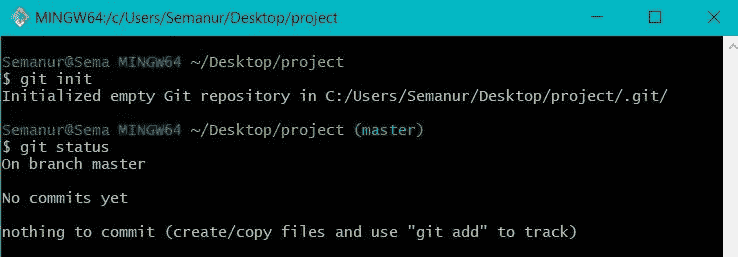 MINGW64:/c/Users/Semanur/Desktop/project
Semanur@Sema MINGW64 ~/Desktop/project
$ git init
Initialized empty Git repository in C:/Users/Semanur/Desktop/project/.git/
Semanur@Sema MINGW64 ~/Desktop/project (master)
$ git status
On branch master
No commits yet
nothing to commit (create/copy files and use "git add" to track)